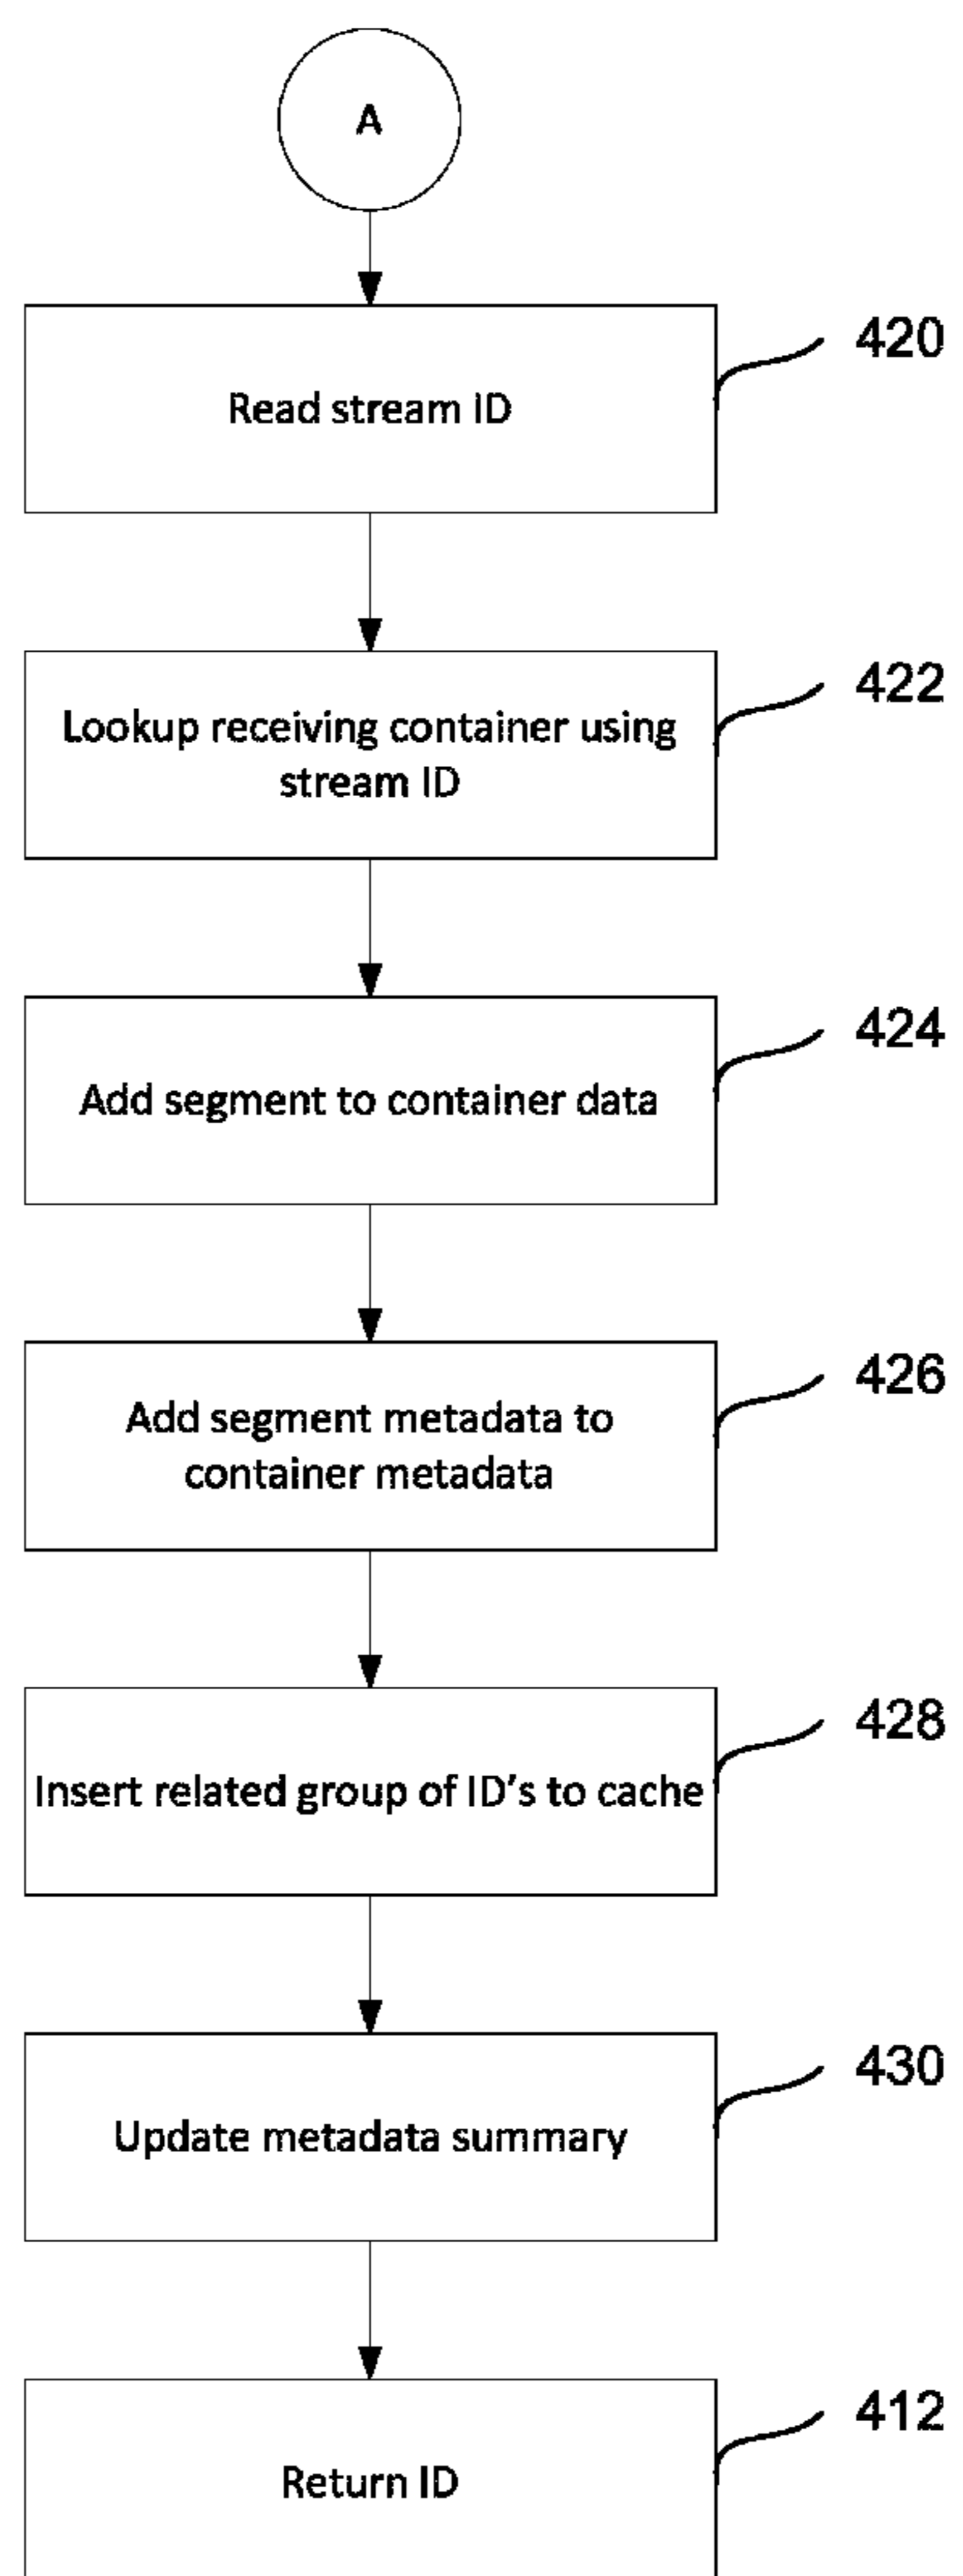 A
420
Read stream ID
422
Lookup receiving container using
stream ID
424
Add segment to container data
426
Add segment metadata to
container metadata
428
Insert related group of ID's to cache
430
Update metadata summary
412
Return ID